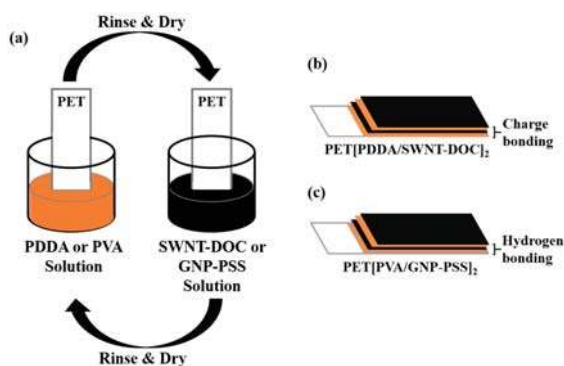 (a)
Rinse & Dry
PET
PET
PDDA or PVA
Solution
SWNT-DOC or
GNP-PSS
Solution
Rinse & Dry
(b)
PET[PDDA/SWNT-DOC]₂
Charge
bonding
(c)
PET[PVA/GNP-PSS]₂
Hydrogen
bonding